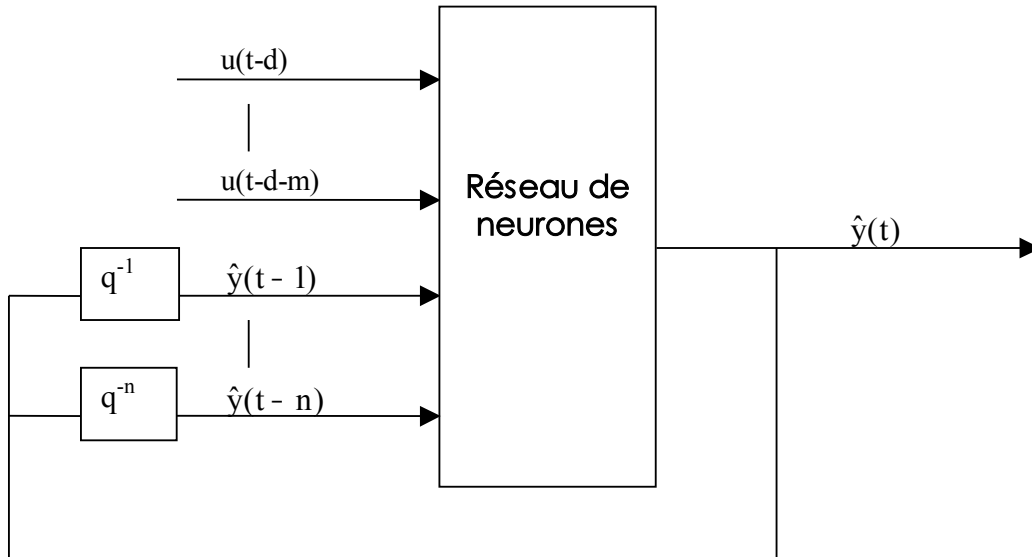 u(t-d)
u(t-d-m)
Réseau de
neurones
ŷ(t)
q⁻¹
ŷ(t - 1)
q⁻ⁿ
ŷ(t - n)